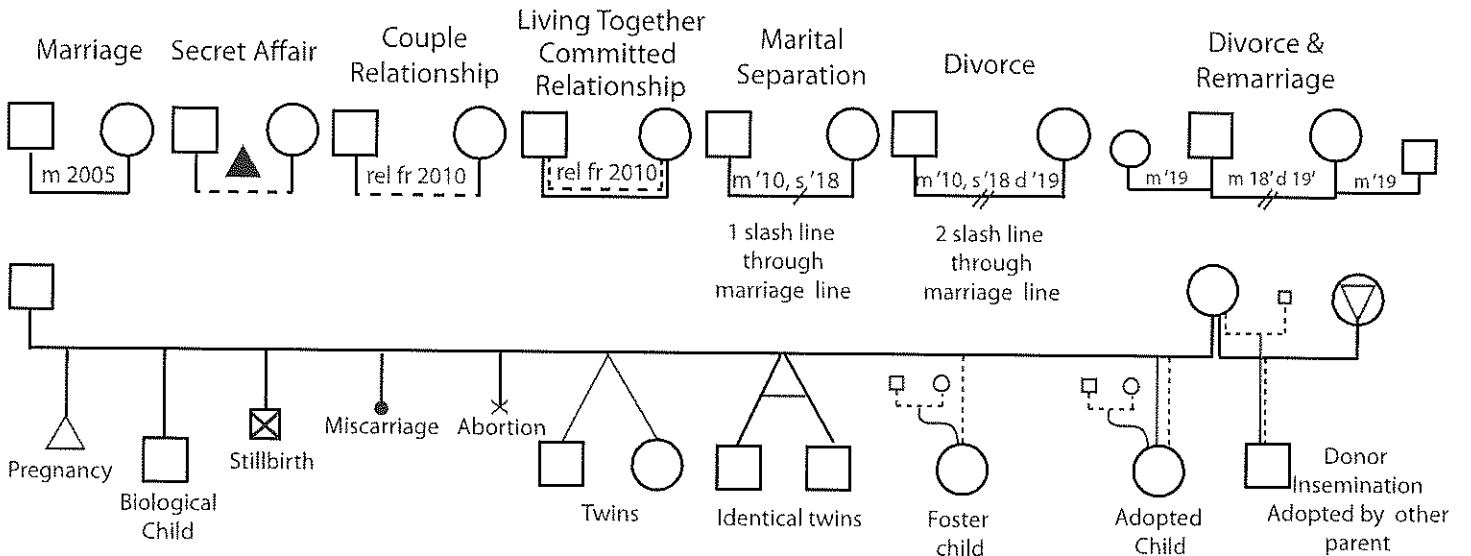 Marriage
Secret Affair
Couple
Relationship
Living Together
Committed
Relationship
Marital
Separation
Divorce
Divorce &
Remarriage
m 2005
rel fr 2010
rel fr 2010
m '10, s '18
m '10, s '18 d '19
m '19
m 18' d 19'
m '19
1 slash line
through
marriage line
2 slash line
through
marriage line
Pregnancy
Biological
Child
Stillbirth
Miscarriage
Abortion
Twins
Identical twins
Foster
child
Adopted
Child
Donor
Insemination
Adopted by other
parent